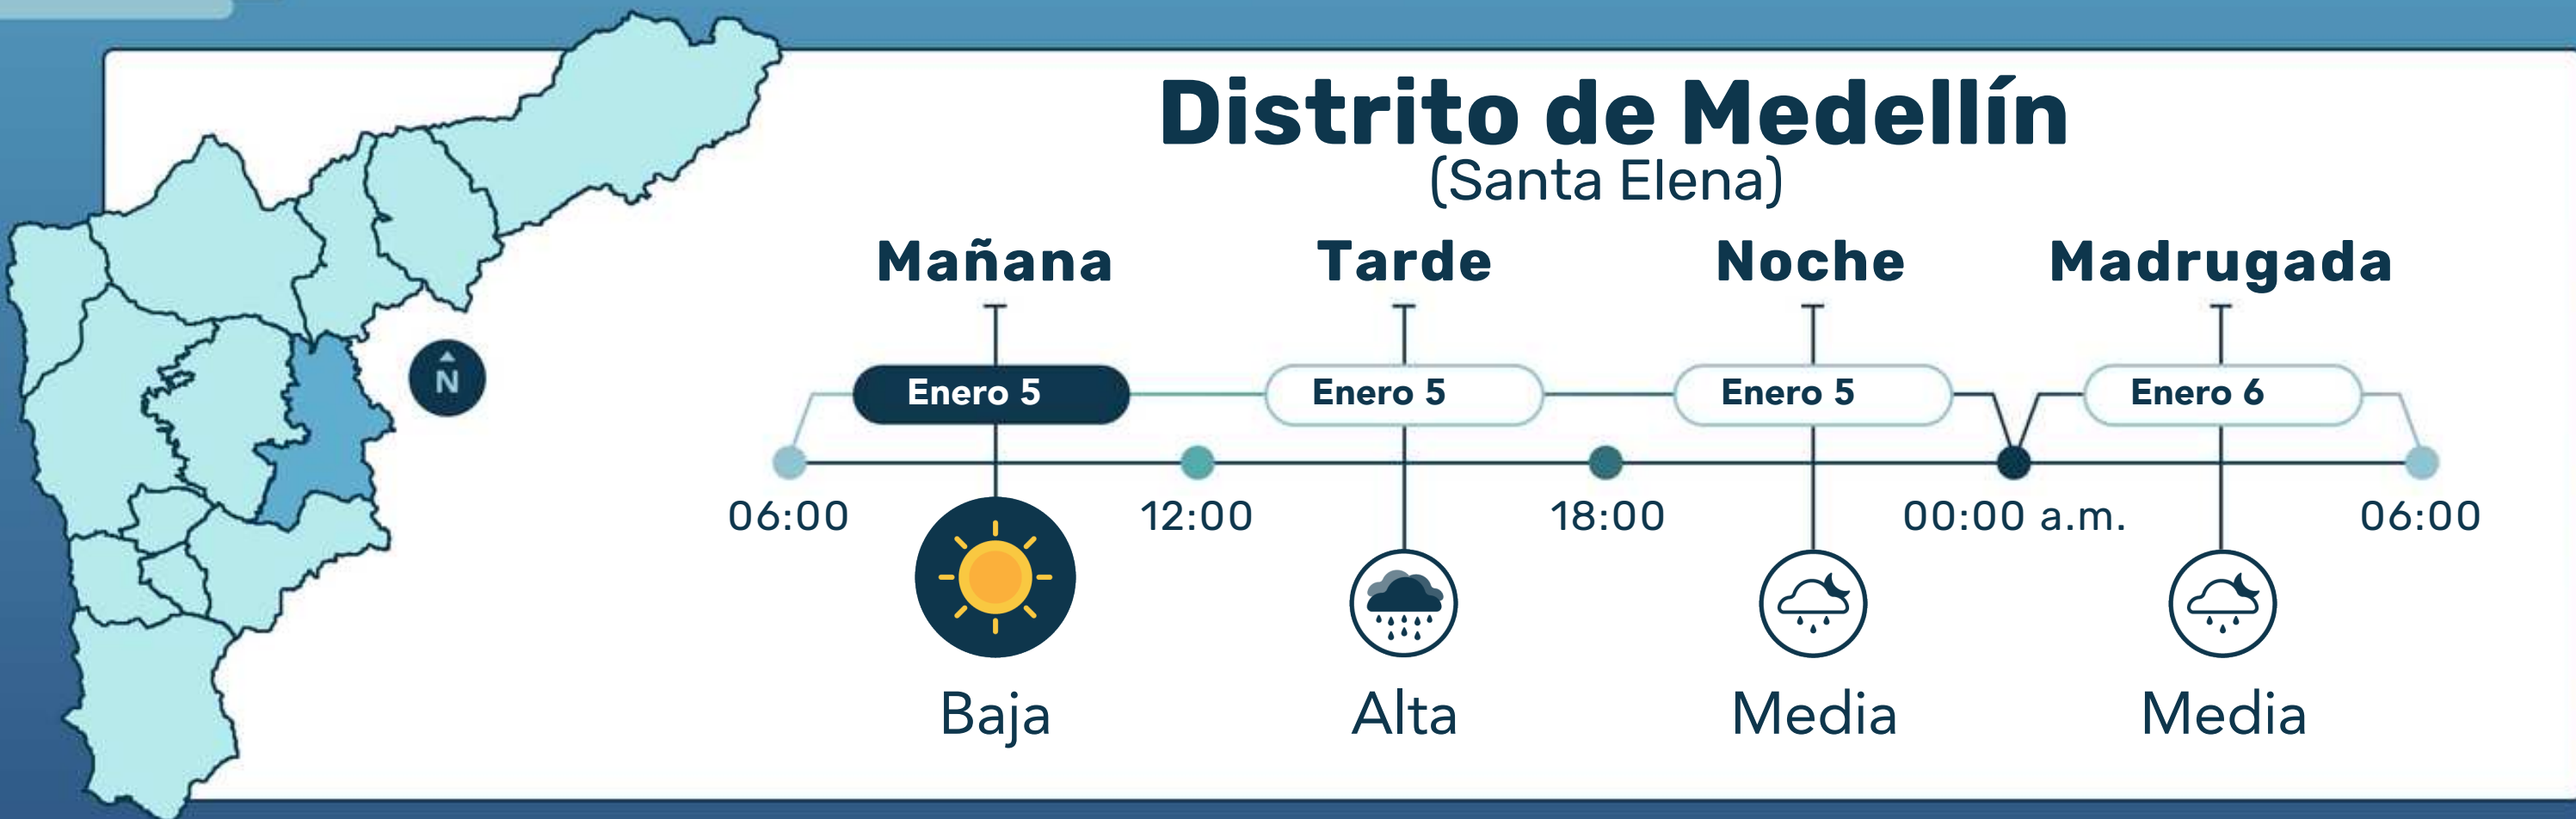 Distrito de Medellín
(Santa Elena)
Mañana Tarde Noche Madrugada
N
Enero 5 Enero 5 Enero 5 Enero 6
06:00 12:00 18:00 00:00 a.m. 06:00
Baja Alta Media Media